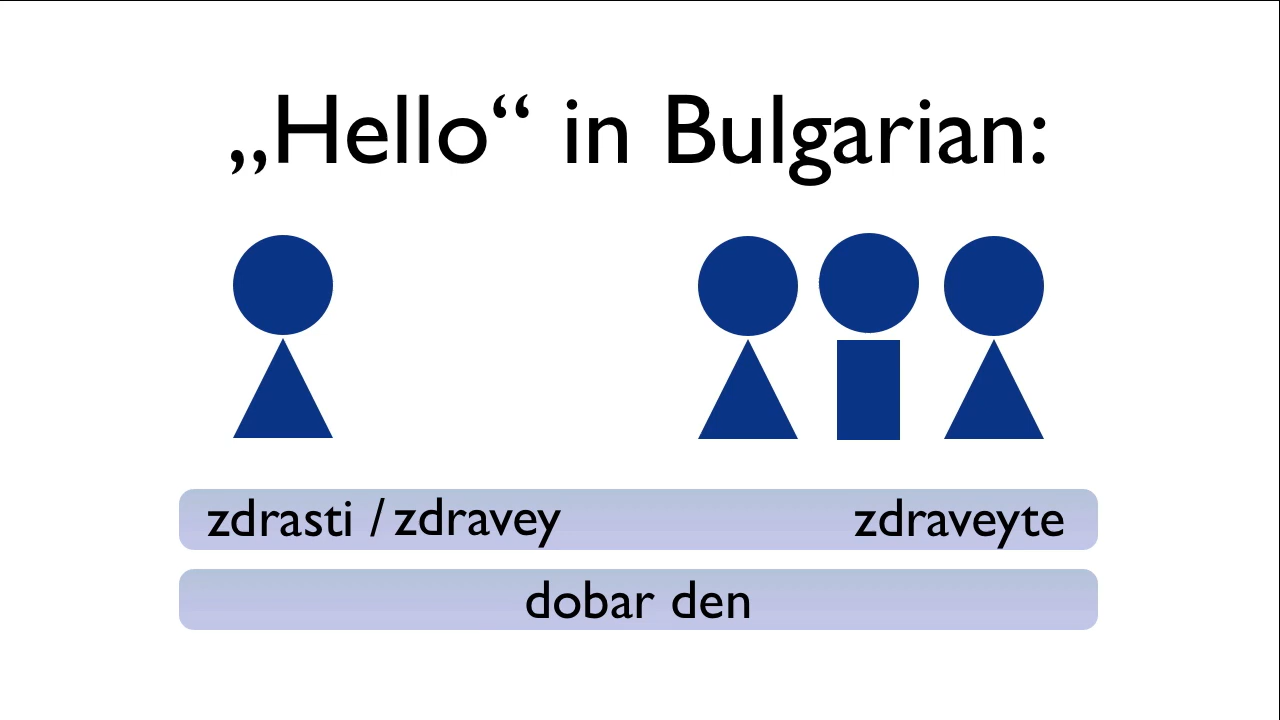 „Hello“ in Bulgarian:
zdrasti / zdravey zdraveyte
dobar den